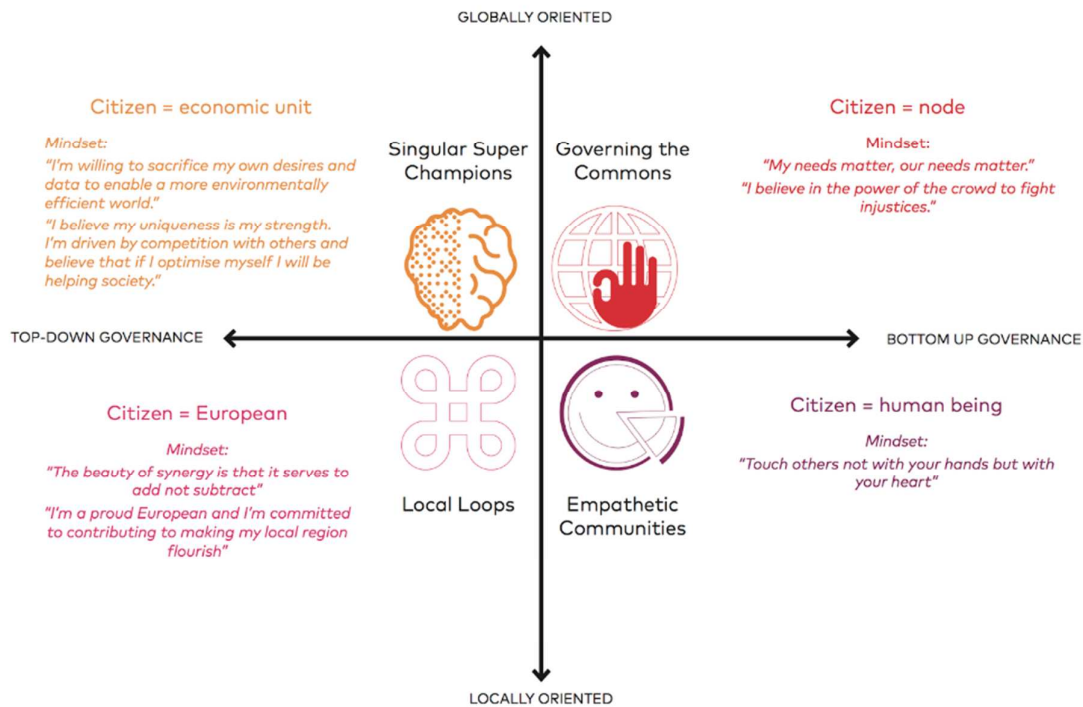 GLOBALLY ORIENTED
Citizen = economic unit
Mindset:
“I’m willing to sacrifice my own desires and
data to enable a more environmentally
efficient world.”
“I believe my uniqueness is my strength.
I’m driven by competition with others and
believe that if I optimise myself I will be
helping society.”
Singular Super
Champions
Governing the
Commons
Citizen = node
Mindset:
“My needs matter, our needs matter.”
“I believe in the power of the crowd to fight
injustices.“
TOP-DOWN GOVERNANCE
BOTTOM UP GOVERNANCE
Citizen = European
Mindset:
“The beauty of synergy is that it serves to
add not subtract”
“I’m a proud European and I’m committed
to contributing to making my local region
flourish”
Local Loops
Empathetic
Communities
Citizen = human being
Mindset:
“Touch others not with your hands but with
your heart”
LOCALLY ORIENTED